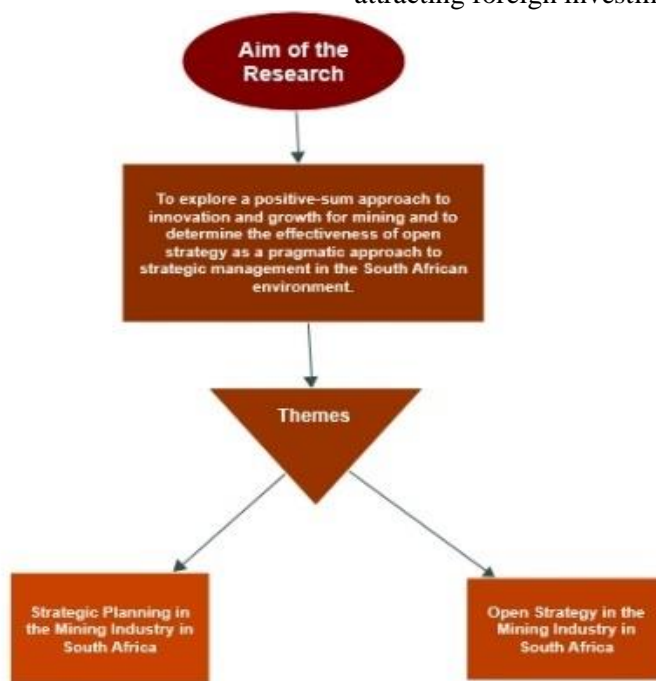 attracting foreign
Aim of the
Research
To explore a positive-sum approach to
innovation and growth for mining and to
determine the effectiveness of open
strategy as a pragmatic approach to
strategic management in the South African
environment.
Themes
Strategic Planning in
the Mining Industry in
South Africa
Open Strategy in the
Mining Industry in
South Africa